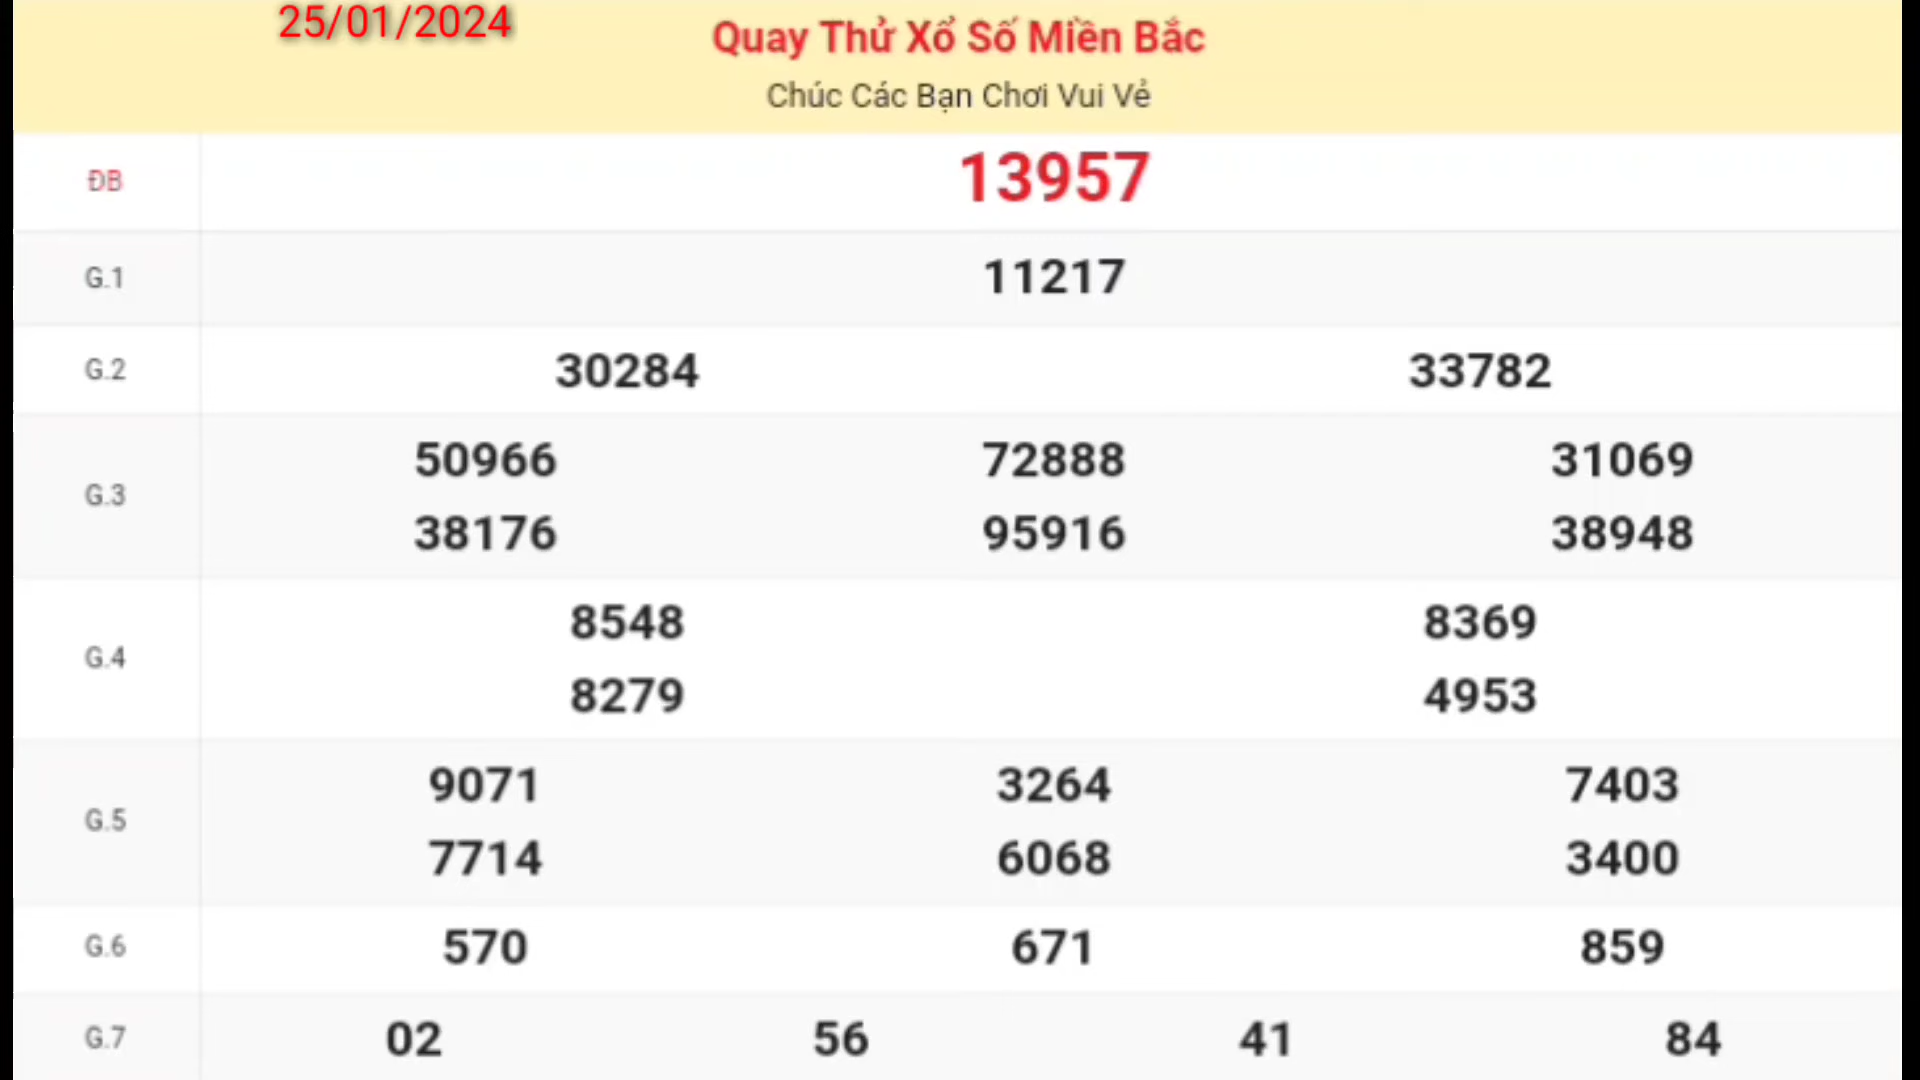 25/01/2024
Quay Thử Xổ Số Miền Bắc
Chúc Các Bạn Chơi Vui Vẻ
ĐB 13957
G.1 11217
G.2 30284 33782
G.3
50966 72888 31069
38176 95916 38948
G.4
8548 8369
8279 4953
G.5
9071 3264 7403
7714 6068 3400
G.6 570 671 859
G.7 02 56 41 84